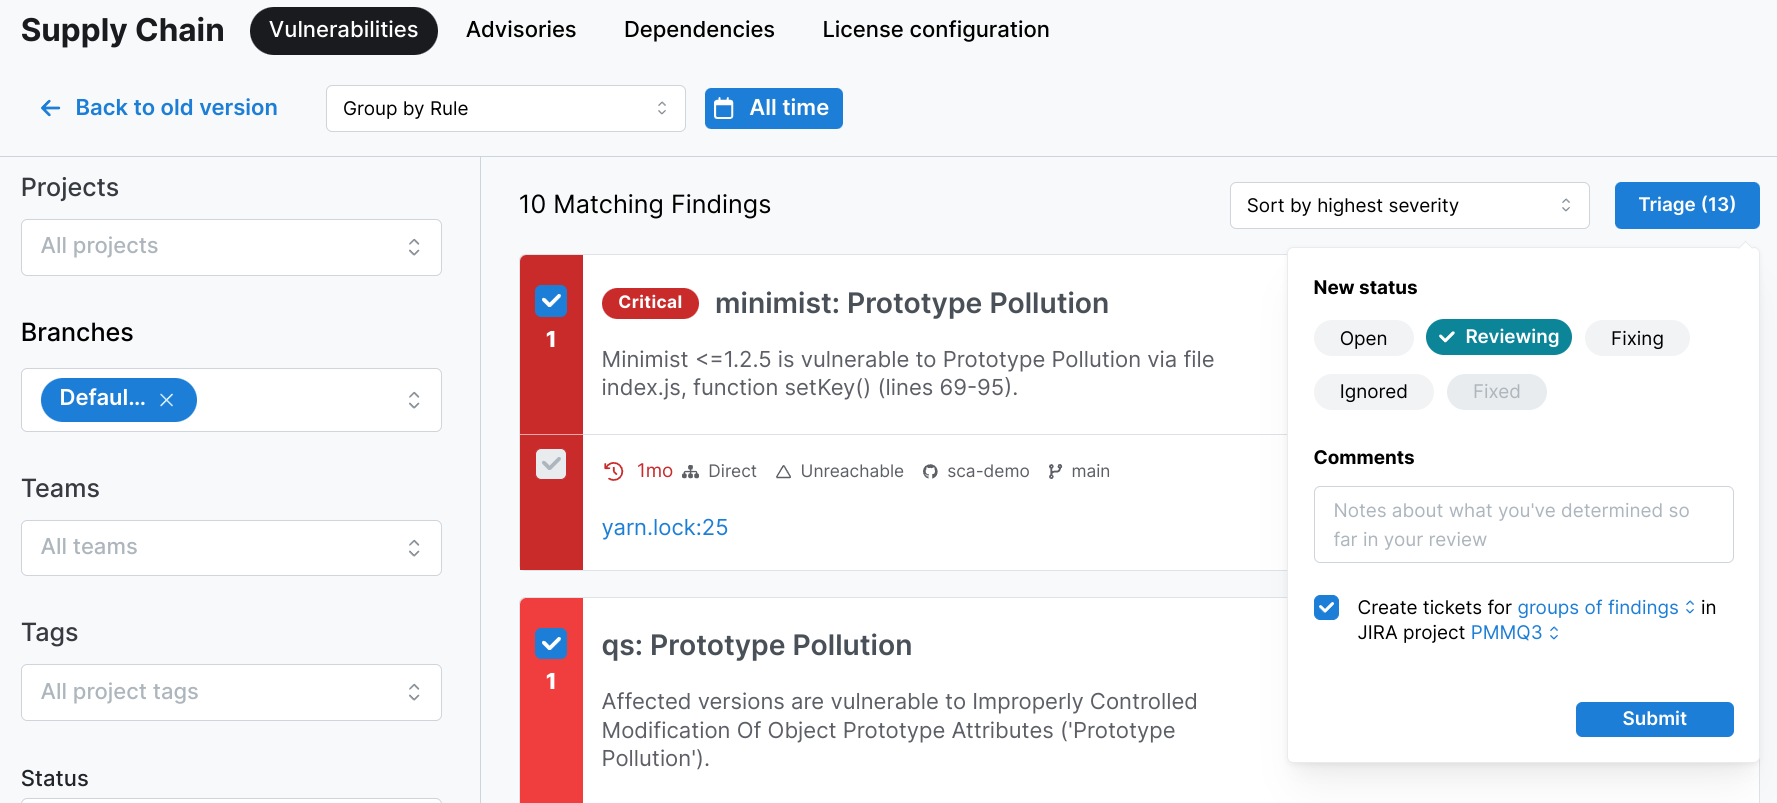 Supply Chain
Vulnerabilities
Advisories
Dependencies
License configuration
Back to old version
Group by Rule
All time
Projects
All projects
Branches
Defaul...
Teams
All teams
Tags
All project tags
Status
10 Matching Findings
Sort by highest severity
Triage (13)
1
Critical
minimist: Prototype Pollution
Minimist <=1.2.5 is vulnerable to Prototype Pollution via file
index.js, function setKey() (lines 69-95).
1mo
Direct
Unreachable
sca-demo
main
yarn.lock:25
1
qs: Prototype Pollution
Affected versions are vulnerable to Improperly Controlled
Modification Of Object Prototype Attributes ('Prototype
Pollution').
New status
Open
Reviewing
Fixing
Ignored
Fixed
Comments
Notes about what you've determined so
far in your review
Create tickets for groups of findings in
JIRA project PMMQ3
Submit